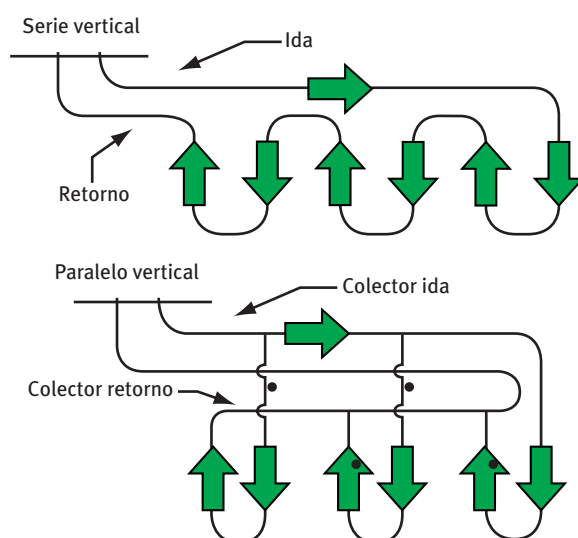 Serie vertical
Ida
Retorno
Paralelo vertical
Colector ida
Colector retorno